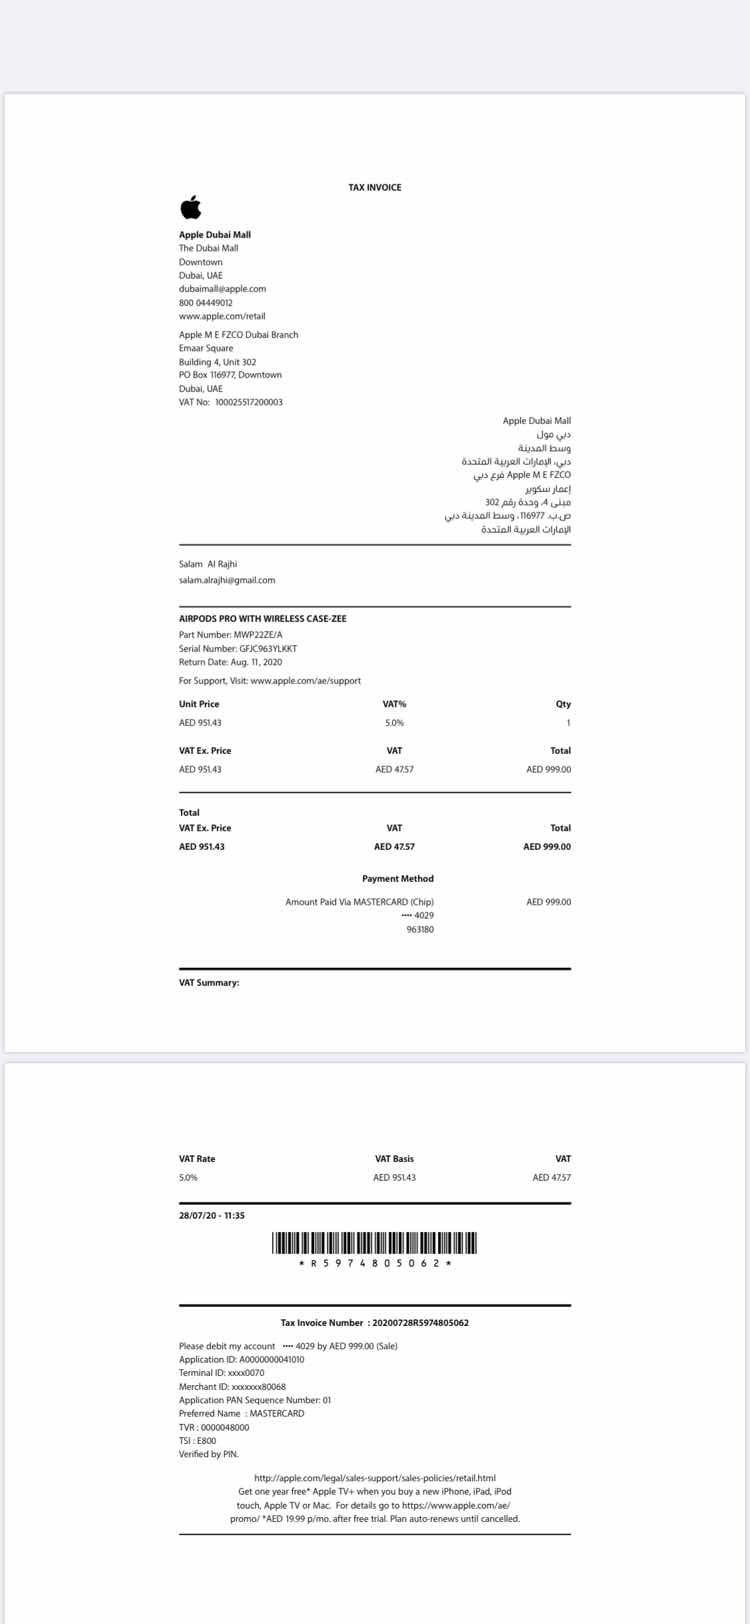 TAX INVOICE
Apple Dubai Mall
The Dubai Mall
Downtown
Dubai, UAE
dubaimall@apple.com
800 04449012
www.apple.com/retail
Apple M E FZCO Dubai Branch
Emaar Square
Building 4, Unit 302
PO Box 116977, Downtown
Dubai, UAE
VAT No:  100025517200003
Apple Dubai Mall
دبي مول
وسط المدينة
دبي، الإمارات العربية المتحدة
Apple M E FZCO فرع دبي
إعمار سكوير
مبنى 4، وحدة رقم 302
ص.ب. 116977، وسط المدينة دبي
الإمارات العربية المتحدة
Salam  Al Rajhi
salam.alrajhi@gmail.com
AIRPODS PRO WITH WIRELESS CASE-ZEE
Part Number: MWP22ZE/A
Serial Number: GFJC963YLKKT
Return Date: Aug. 11, 2020
For Support, Visit: www.apple.com/ae/support
Unit Price VAT% Qty
AED 951.43 5.0% 1
VAT Ex. Price VAT Total
AED 951.43 AED 47.57 AED 999.00
Total
VAT Ex. Price VAT Total
AED 951.43 AED 47.57 AED 999.00
Payment Method
Amount Paid Via MASTERCARD (Chip) AED 999.00
•••• 4029
963180
VAT Summary:
VAT Rate VAT Basis VAT
5.0% AED 951.43 AED 47.57
28/07/20 - 11:35
* R 5 9 7 4 8 0 5 0 6 2 *
Tax Invoice Number  : 20200728R5974805062
Please debit my account  •••• 4029 by AED 999.00 (Sale)
Application ID: A0000000041010
Terminal ID: xxxx0070
Merchant ID: xxxxxxx80068
Application PAN Sequence Number: 01
Preferred Name  : MASTERCARD
TVR : 0000048000
TSI : E800
Verified by PIN.
http://apple.com/legal/sales-support/sales-policies/retail.html
Get one year free* Apple TV+ when you buy a new iPhone, iPad, iPod
touch, Apple TV or Mac.  For details go to https://www.apple.com/ae/
promo/ *AED 19.99 p/mo. after free trial. Plan auto-renews until cancelled.